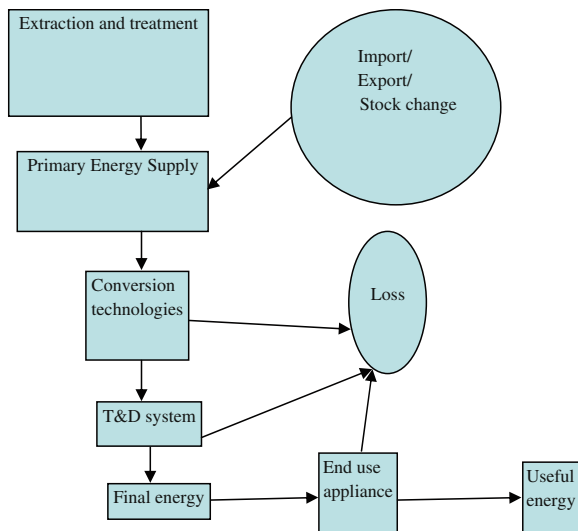 Extraction and treatment
Import/
Export/
Stock change
Primary Energy Supply
Conversion
technologies
Loss
T&D system
Final energy
End use
appliance
Useful
energy